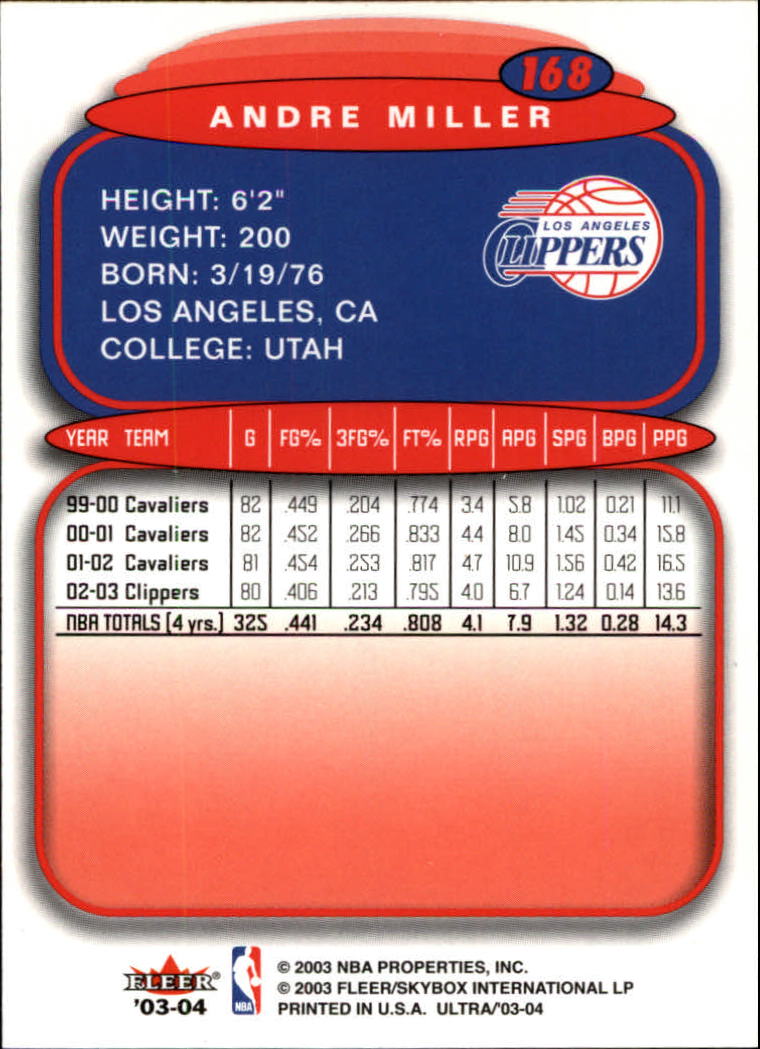 168
ANDRE MILLER
HEIGHT: 6'2"
WEIGHT: 200
BORN: 3/19/76
LOS ANGELES, CA
COLLEGE: UTAH
LOS ANGELES
CLIPPERS
YEAR TEAM G FG% 3FG% FT% RPG APG SPG BPG PPG
99-00 Cavaliers 82 .449 .204 .774 3.4 5.8 1.02 0.21 11.1
00-01 Cavaliers 82 .452 .266 .833 4.4 8.0 1.45 0.34 15.8
01-02 Cavaliers 81 .454 .253 .817 4.7 10.9 1.56 0.42 16.5
02-03 Clippers 80 .406 .213 .795 4.0 6.7 1.24 0.14 13.6
NBA TOTALS (4 yrs.) 325 .441 .234 .808 4.1 7.9 1.32 0.28 14.3
FLEER®
'03-04
NBA
© 2003 NBA PROPERTIES, INC.
© 2003 FLEER/SKYBOX INTERNATIONAL LP
PRINTED IN U.S.A. ULTRA/'03-04